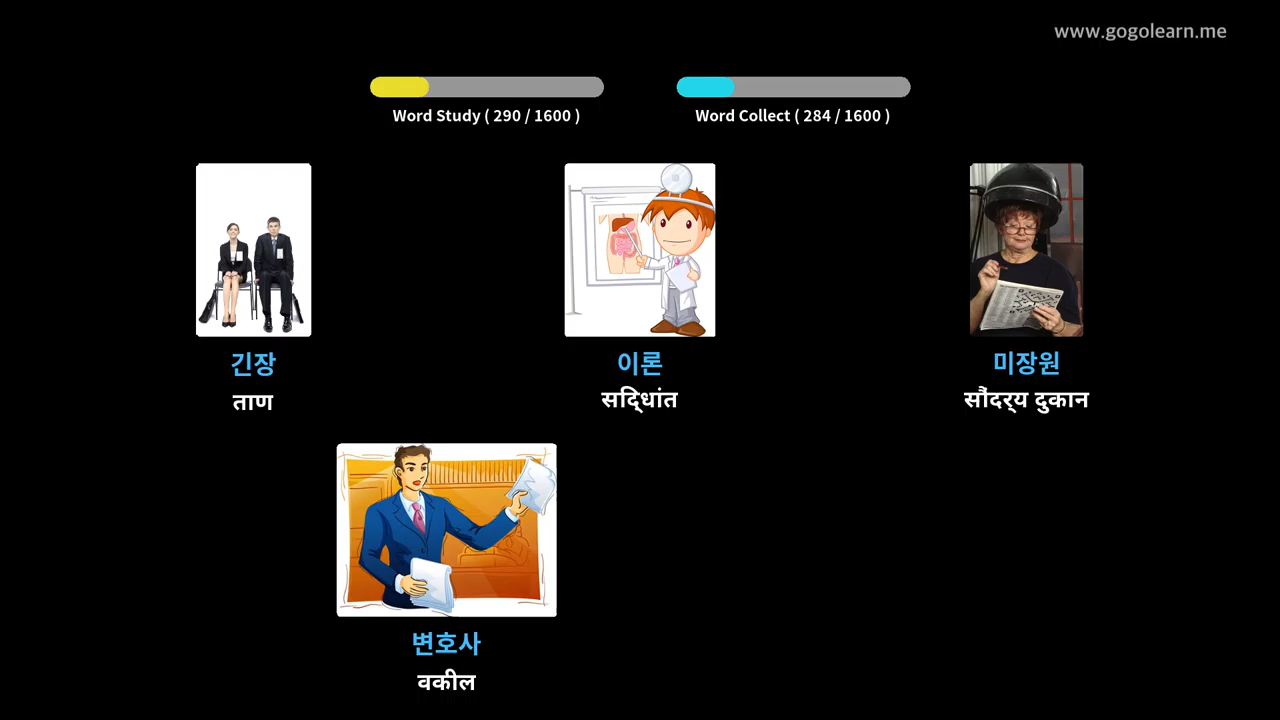 www.gogolearn.me
Word Study ( 290 / 1600 )
Word Collect ( 284 / 1600 )
긴장
ताण
이론
सिद्धांत
미장원
सौंदर्य दुकान
변호사
वकील